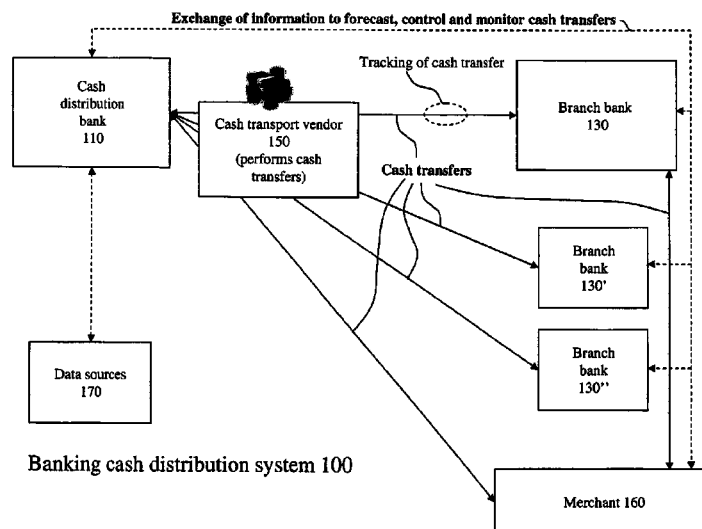 Exchange of information to forecast, control and monitor cash transfers
Cash
distribution
bank
110
Cash transport vendor
150
(performs cash
transfers)
Tracking of cash transfer
Branch bank
130
Cash transfers
Branch
bank
130'
Branch
bank
130''
Data sources
170
Banking cash distribution system 100
Merchant 160